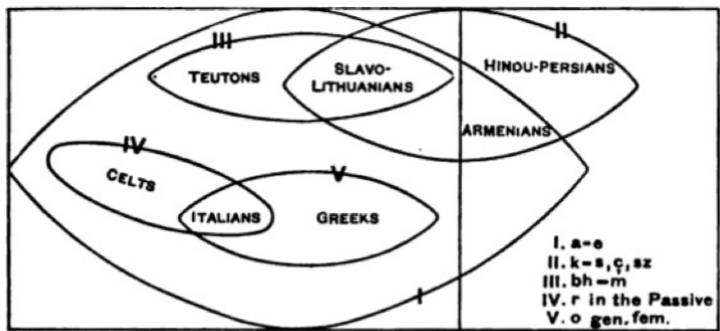 III
II
TEUTONS
SLAVO-
LITHUANIANS
HINDU-PERSIANS
ARMENIANS
IV
CELTS
V
ITALIANS
GREEKS
I
I. a-e
II. k-s, ç, sz
III. bh-m
IV. r in the Passive
V. o gen. fem.